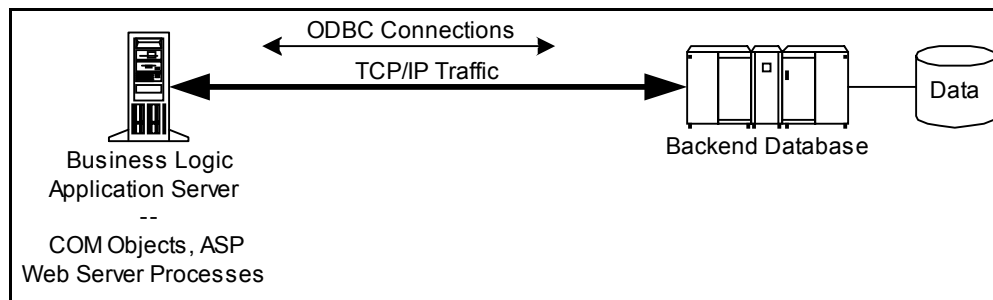 ODBC Connections
TCP/IP Traffic
Data
Backend Database
Business Logic
Application Server
--
COM Objects, ASP
Web Server Processes